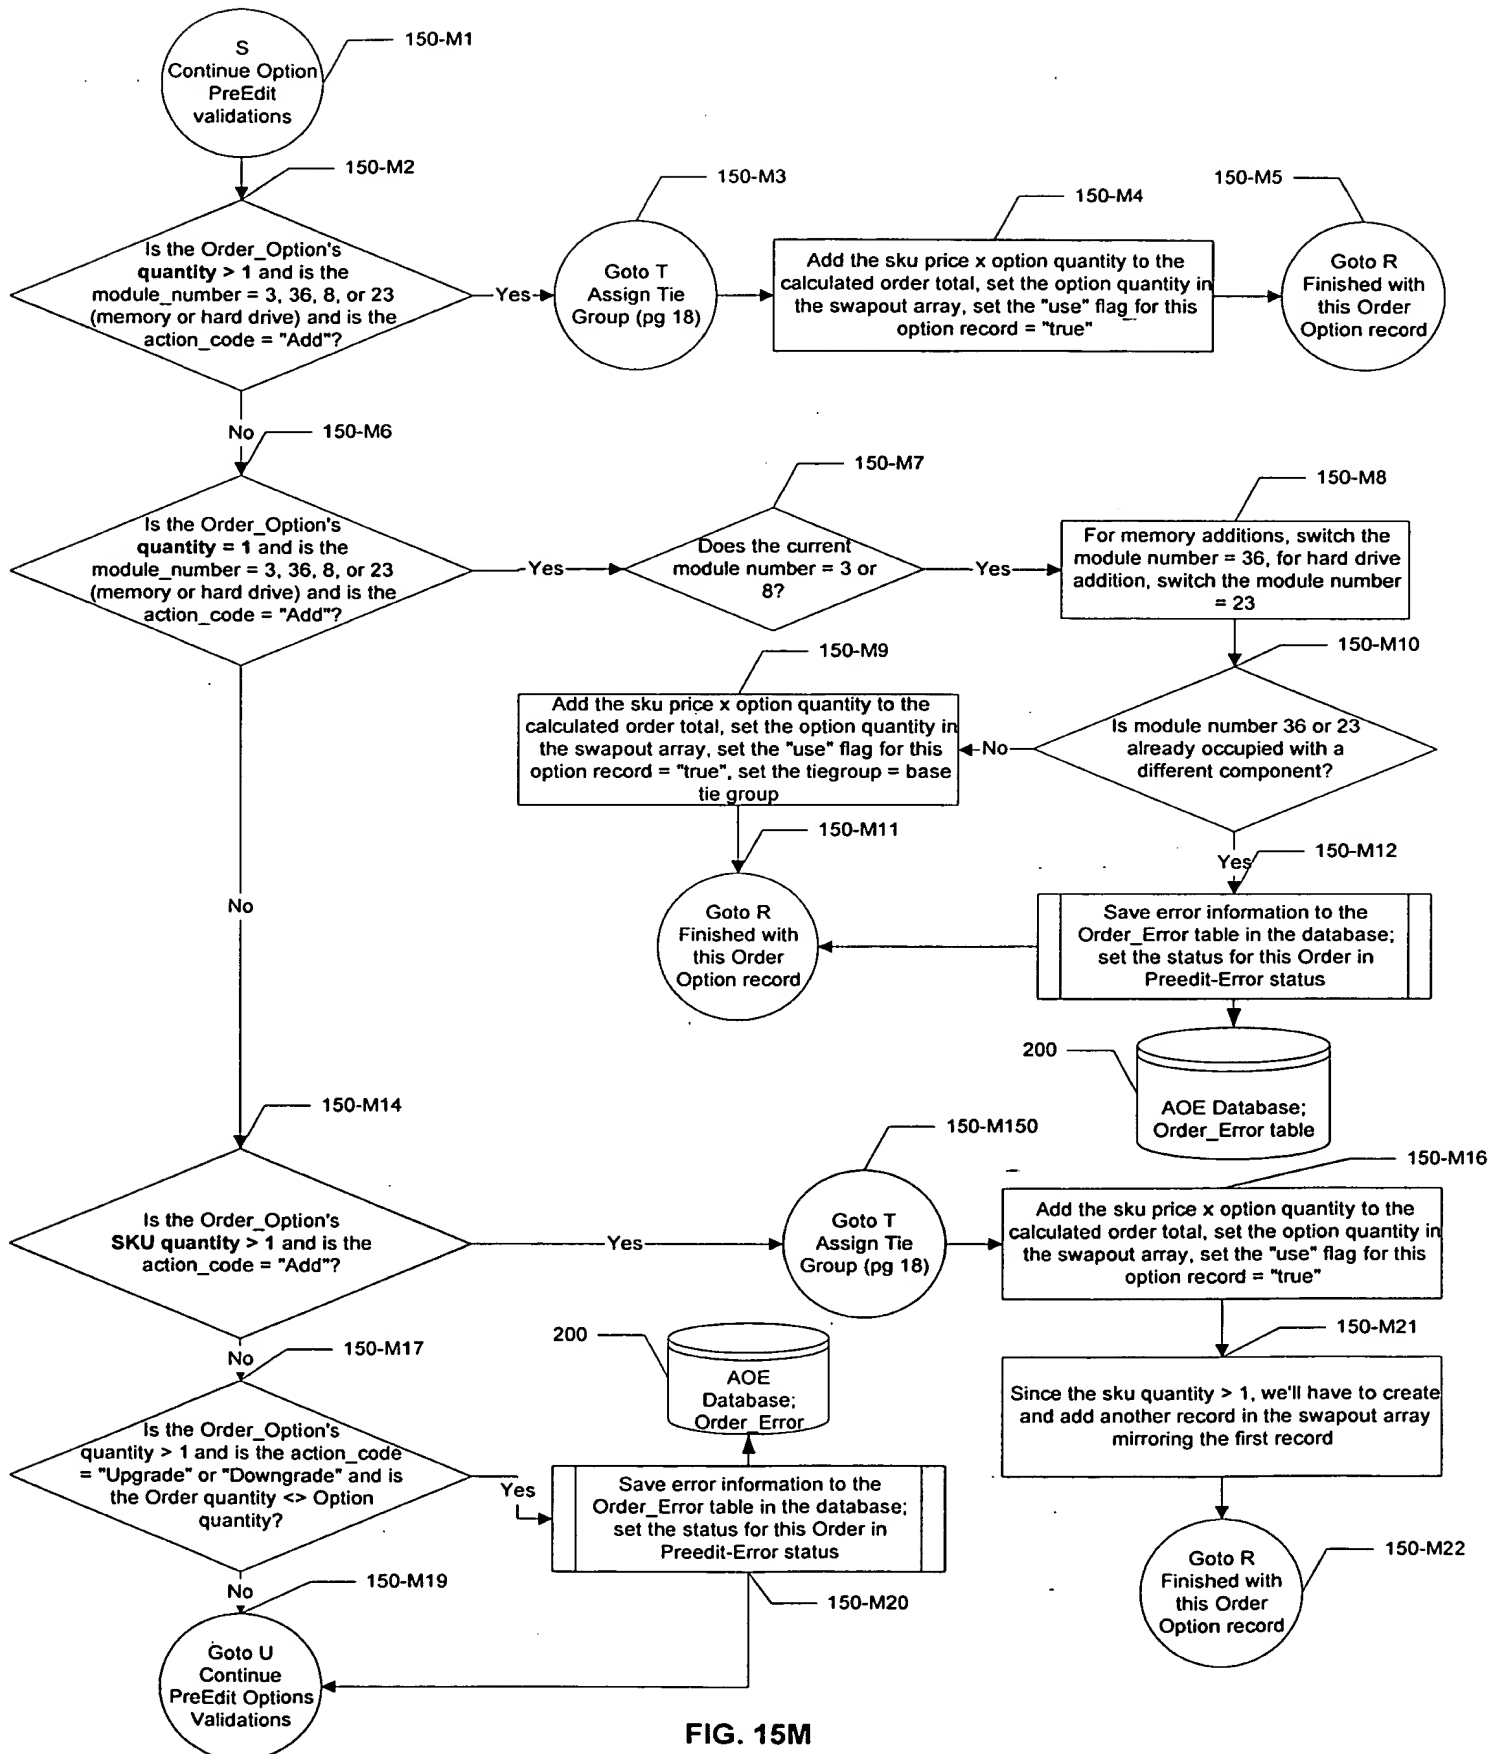 150-M1
S
Continue Option
PreEdit
validations
150-M2
Is the Order_Option's
quantity > 1 and is the
module_number = 3, 36, 8, or 23
(memory or hard drive) and is the
action_code = "Add"?
Yes
150-M3
Goto T
Assign Tie
Group (pg 18)
150-M4
Add the sku price x option quantity to the
calculated order total, set the option quantity in
the swapout array, set the "use" flag for this
option record = "true"
150-M5
Goto R
Finished with
this Order
Option record
No
150-M6
Is the Order_Option's
quantity = 1 and is the
module_number = 3, 36, 8, or 23
(memory or hard drive) and is the
action_code = "Add"?
Yes
150-M7
Does the current
module number = 3 or
8?
Yes
150-M8
For memory additions, switch the
module number = 36, for hard drive
addition, switch the module number
= 23
150-M10
Is module number 36 or 23
already occupied with a
different component?
No
150-M9
Add the sku price x option quantity to the
calculated order total, set the option quantity in
the swapout array, set the "use" flag for this
option record = "true", set the tiegroup = base
tie group
150-M11
Goto R
Finished with
this Order
Option record
Yes
150-M12
Save error information to the
Order_Error table in the database;
set the status for this Order in
Preedit-Error status
200
AOE Database;
Order_Error table
No
150-M14
Is the Order_Option's
SKU quantity > 1 and is the
action_code = "Add"?
Yes
150-M150
Goto T
Assign Tie
Group (pg 18)
150-M16
Add the sku price x option quantity to the
calculated order total, set the option quantity in
the swapout array, set the "use" flag for this
option record = "true"
150-M21
Since the sku quantity > 1, we'll have to create
and add another record in the swapout array
mirroring the first record
150-M22
Goto R
Finished with
this Order
Option record
No
150-M17
Is the Order_Option's
quantity > 1 and is the action_code
= "Upgrade" or "Downgrade" and is
the Order quantity <> Option
quantity?
Yes
200
AOE
Database;
Order_Error
Save error information to the
Order_Error table in the database;
set the status for this Order in
Preedit-Error status
150-M20
No
150-M19
Goto U
Continue
PreEdit Options
Validations
FIG. 15M